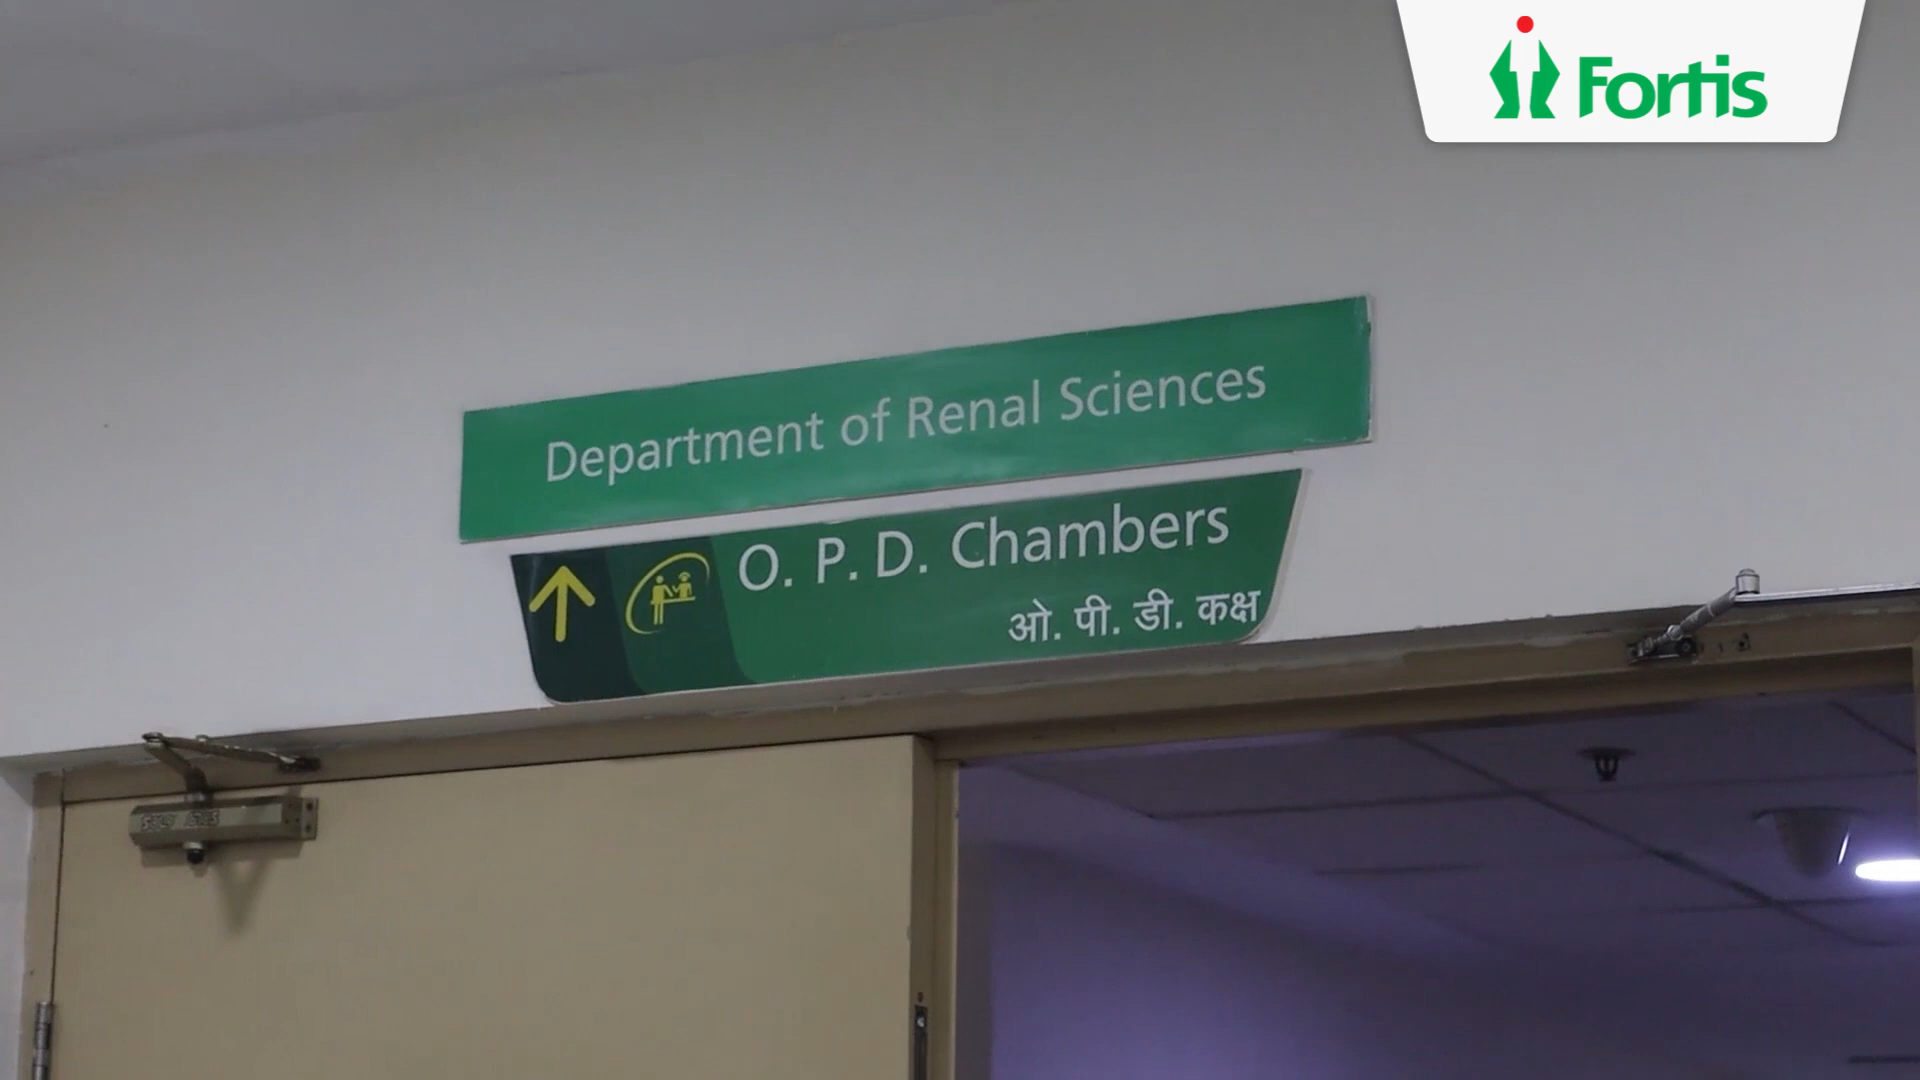 Fortis
Department of Renal Sciences
O. P. D. Chambers
ओ. पी. डी. कक्ष